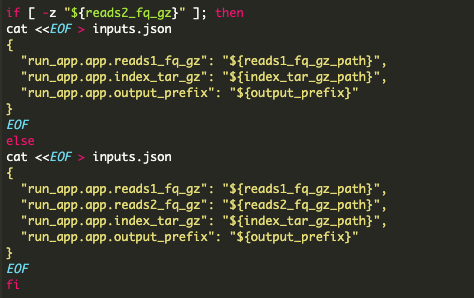 if [ -z "${reads2_fq_gz}" ]; then
cat <<EOF > inputs.json
{
  "run_app.app.reads1_fq_gz": "${reads1_fq_gz_path}",
  "run_app.app.index_tar_gz": "${index_tar_gz_path}",
  "run_app.app.output_prefix": "${output_prefix}"
}
EOF
else
cat <<EOF > inputs.json
{
  "run_app.app.reads1_fq_gz": "${reads1_fq_gz_path}",
  "run_app.app.reads2_fq_gz": "${reads2_fq_gz_path}",
  "run_app.app.index_tar_gz": "${index_tar_gz_path}",
  "run_app.app.output_prefix": "${output_prefix}"
}
EOF
fi